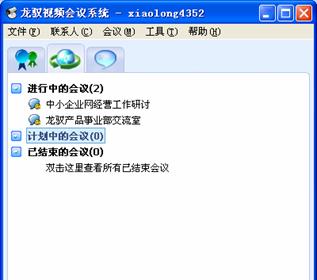 龙驭视频会议系统 - xiaolong4352
文件(F) 联系人(C) 会议(M) 工具(T) 帮助(H)
进行中的会议(2)
中小企业网经营工作研讨
龙驭产品事业部交流室
计划中的会议(0)
已结束的会议(0)
双击这里查看所有已结束会议